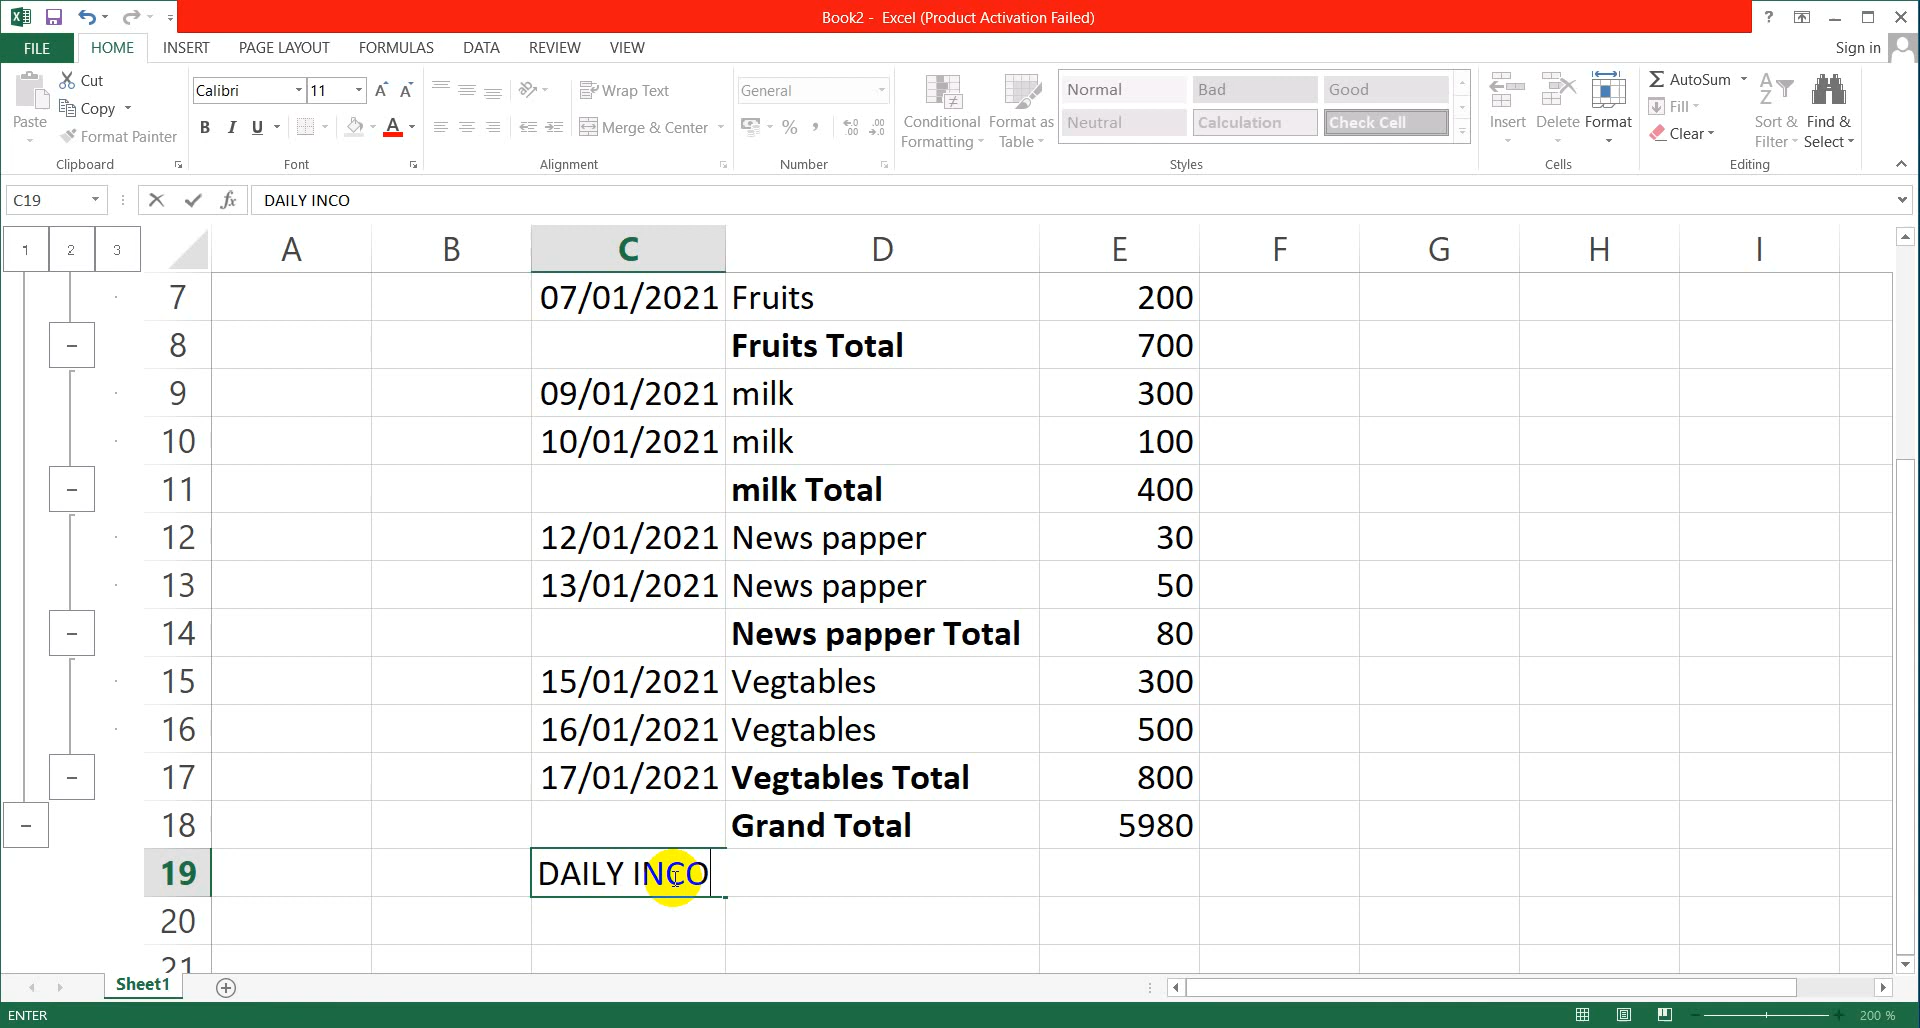 Book2 - Excel (Product Activation Failed)
?
FILE HOME INSERT PAGE LAYOUT FORMULAS DATA REVIEW VIEW Sign in
Paste
Cut
Copy
Format Painter
Clipboard
Calibri 11 A A
B I U A
Font
Wrap Text
Merge & Center
Alignment
General
% , .00 .00
Number
Conditional Formatting
Format as Table
Normal Bad Good
Neutral Calculation Check Cell
Styles
Insert Delete Format
Cells
AutoSum
Fill
Clear
Sort & Filter
Find & Select
Editing
C19 fx DAILY INCO
1 2 3 A B C D E F G H I
7 07/01/2021 Fruits 200
8 Fruits Total 700
9 09/01/2021 milk 300
10 10/01/2021 milk 100
11 milk Total 400
12 12/01/2021 News papper 30
13 13/01/2021 News papper 50
14 News papper Total 80
15 15/01/2021 Vegtables 300
16 16/01/2021 Vegtables 500
17 17/01/2021 Vegtables Total 800
18 Grand Total 5980
19 DAILY INCO
20
21
Sheet1
ENTER 200 %